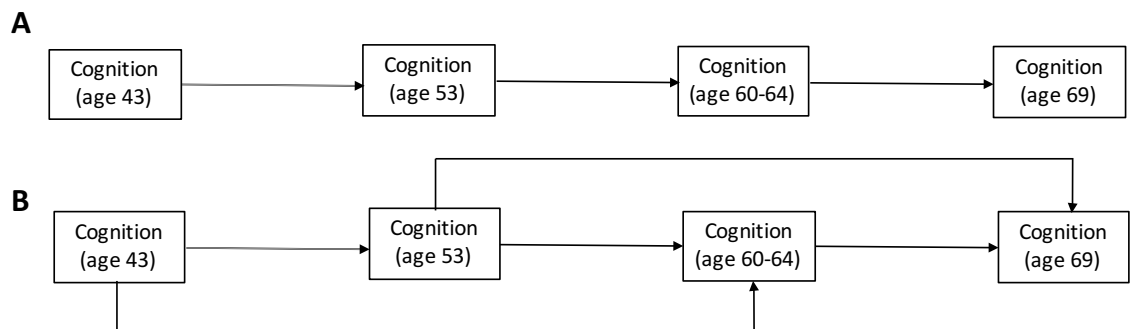 A
Cognition
(age 43)
Cognition
(age 53)
Cognition
(age 60-64)
Cognition
(age 69)
B
Cognition
(age 43)
Cognition
(age 53)
Cognition
(age 60-64)
Cognition
(age 69)